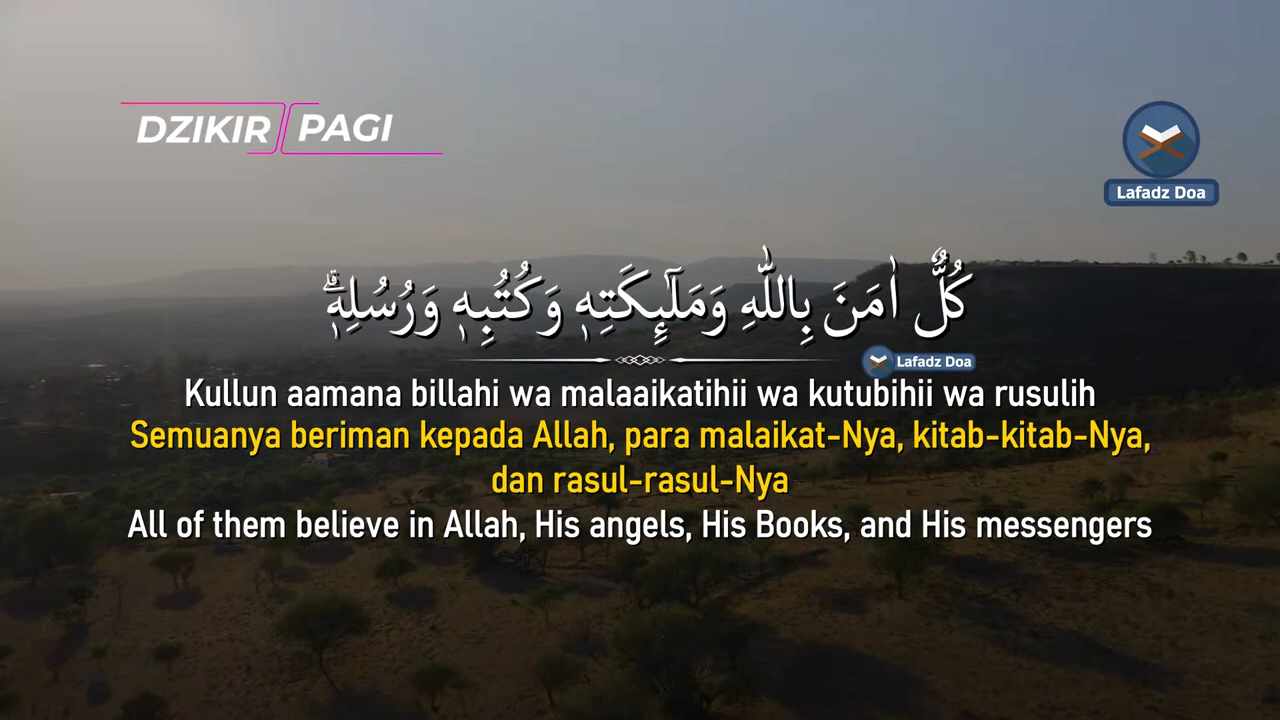 DZIKIR PAGI
Lafadz Doa
كُلٌّ اٰمَنَ بِاللّٰهِ وَمَلٰۤىِٕكَتِهٖ وَكُتُبِهٖ وَرُسُلِهٖۗ
Lafadz Doa
Kullun aamana billahi wa malaaikatihii wa kutubihii wa rusulih
Semuanya beriman kepada Allah, para malaikat-Nya, kitab-kitab-Nya,
dan rasul-rasul-Nya
All of them believe in Allah, His angels, His Books, and His messengers